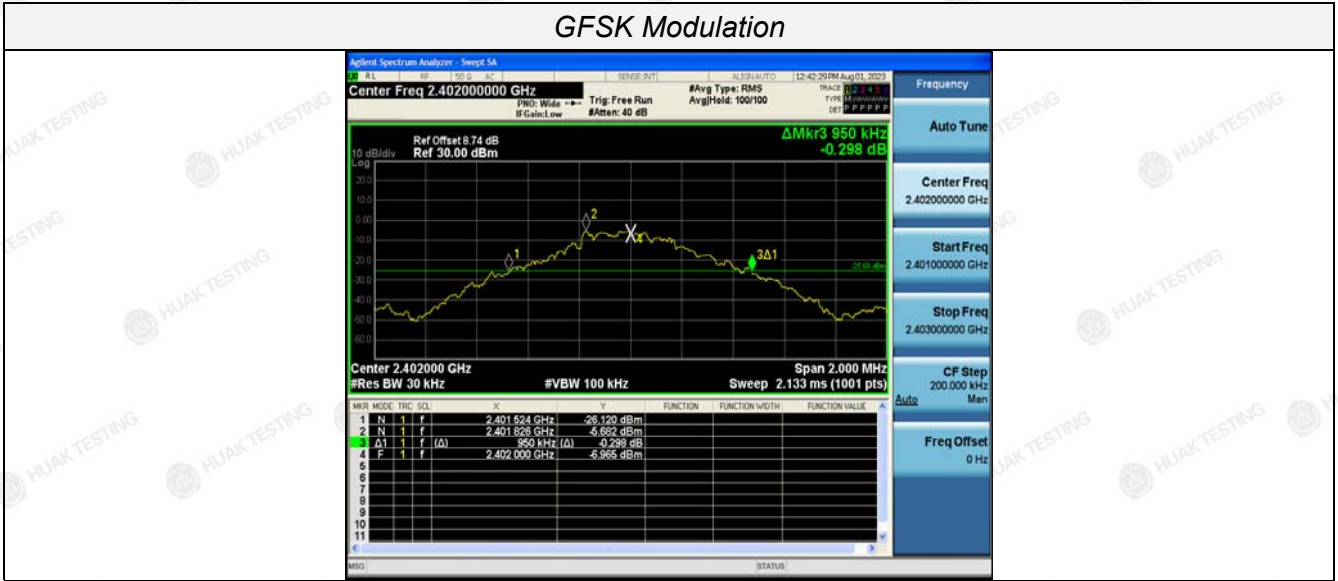 GFSK Modulation
Agilent Spectrum Analyzer - Swept SA
RL RF 50 Ω AC SENSE:INT ALIGN AUTO 12:42:29 PM Aug 01, 2023
Center Freq 2.402000000 GHz
PNO: Wide
IFGain:Low
Trig: Free Run
#Atten: 40 dB
#Avg Type: RMS
Avg|Hold: 100/100
TRACE 1 2 3 4 5 6
TYPE
DET P P P P P P
ΔMkr3 950 kHz
-0.298 dB
Ref Offset 8.74 dB
10 dB/div Ref 30.00 dBm
Log
20.0
10.0
0.00
-10.0
-20.0
-30.0
-40.0
-50.0
-60.0
1
2
3Δ1
4
-25.68 dBm
Center 2.402000 GHz Span 2.000 MHz
#Res BW 30 kHz #VBW 100 kHz Sweep 2.133 ms (1001 pts)
MKR MODE TRC SCL X Y FUNCTION FUNCTION WIDTH FUNCTION VALUE
1 N 1 f 2.401 524 GHz -26.120 dBm
2 N 1 f 2.401 826 GHz -5.682 dBm
3 Δ1 1 f (Δ) 950 kHz (Δ) -0.298 dB
4 F 1 f 2.402 000 GHz -6.965 dBm
5
6
7
8
9
10
11
MSG STATUS
Frequency
Auto Tune
Center Freq
2.402000000 GHz
Start Freq
2.401000000 GHz
Stop Freq
2.403000000 GHz
CF Step
200.000 kHz
Auto Man
Freq Offset
0 Hz
HUAK TESTING